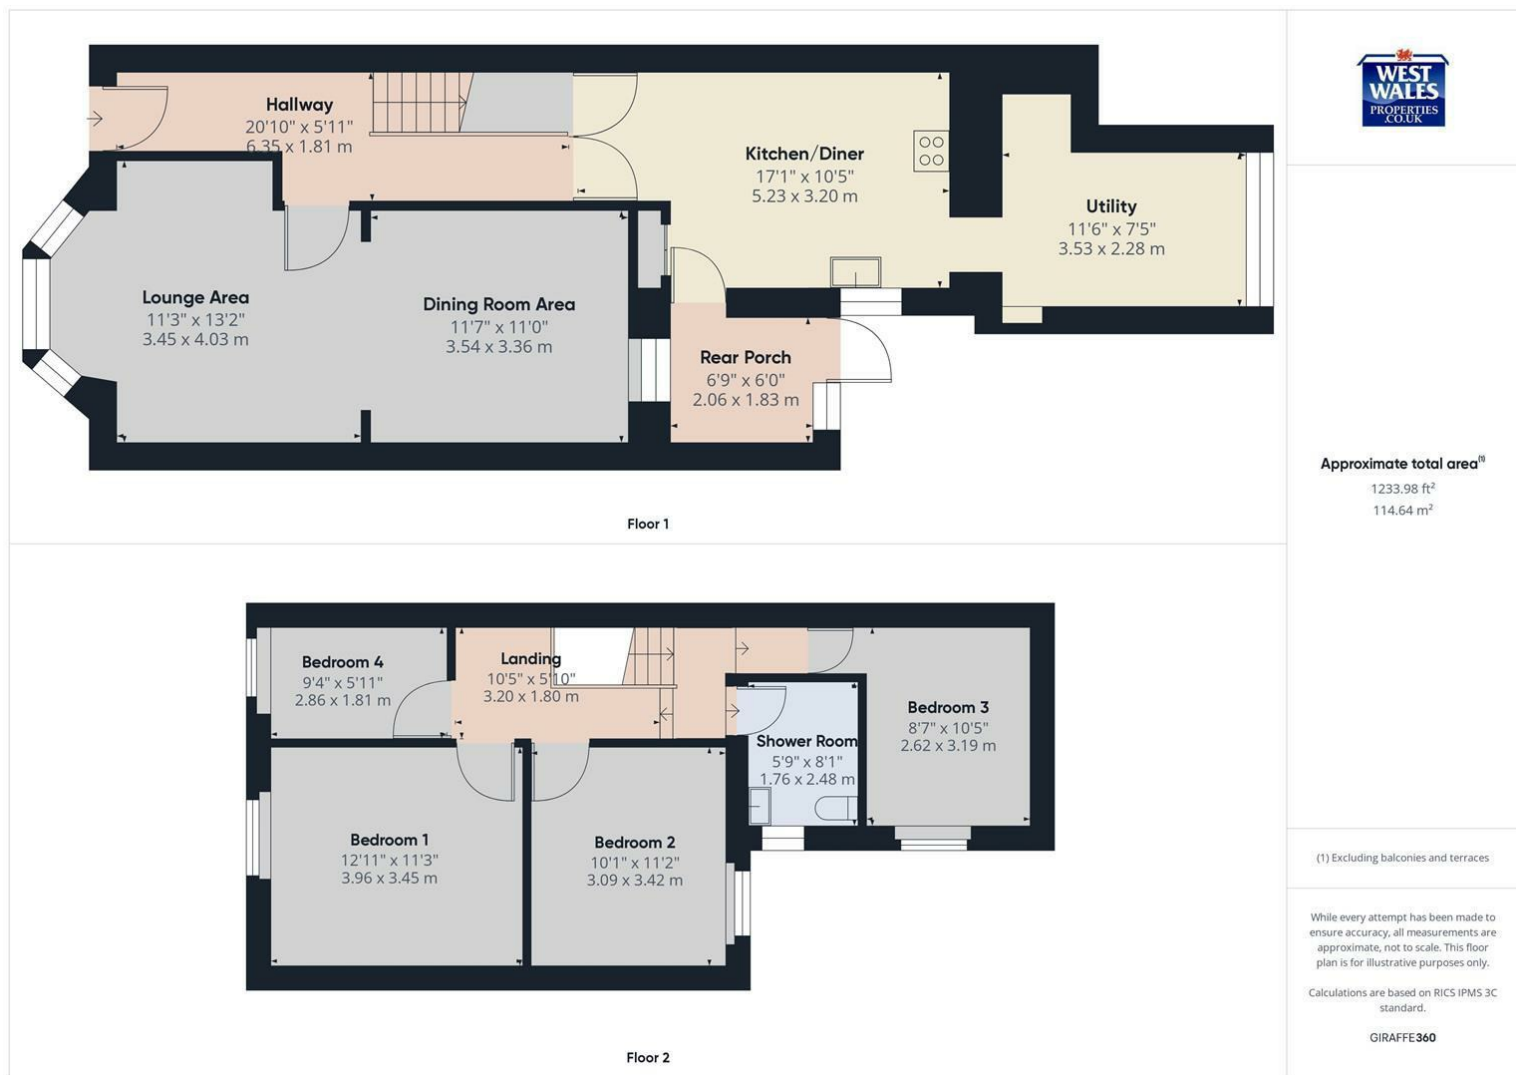 Hallway
20'10" x 5'11"
6.35 x 1.81 m
Kitchen/Diner
17'1" x 10'5"
5.23 x 3.20 m
Utility
11'6" x 7'5"
3.53 x 2.28 m
Lounge Area
11'3" x 13'2"
3.45 x 4.03 m
Dining Room Area
11'7" x 11'0"
3.54 x 3.36 m
Rear Porch
6'9" x 6'0"
2.06 x 1.83 m
Floor 1
Bedroom 4
9'4" x 5'11"
2.86 x 1.81 m
Landing
10'5" x 5'10"
3.20 x 1.80 m
Bedroom 3
8'7" x 10'5"
2.62 x 3.19 m
Shower Room
5'9" x 8'1"
1.76 x 2.48 m
Bedroom 1
12'11" x 11'3"
3.96 x 3.45 m
Bedroom 2
10'1" x 11'2"
3.09 x 3.42 m
Floor 2
WEST
WALES
PROPERTIES
.CO.UK
Approximate total area(1)
1233.98 ft²
114.64 m²
(1) Excluding balconies and terraces
While every attempt has been made to
ensure accuracy, all measurements are
approximate, not to scale. This floor
plan is for illustrative purposes only.
Calculations are based on RICS IPMS 3C
standard.
GIRAFFE360